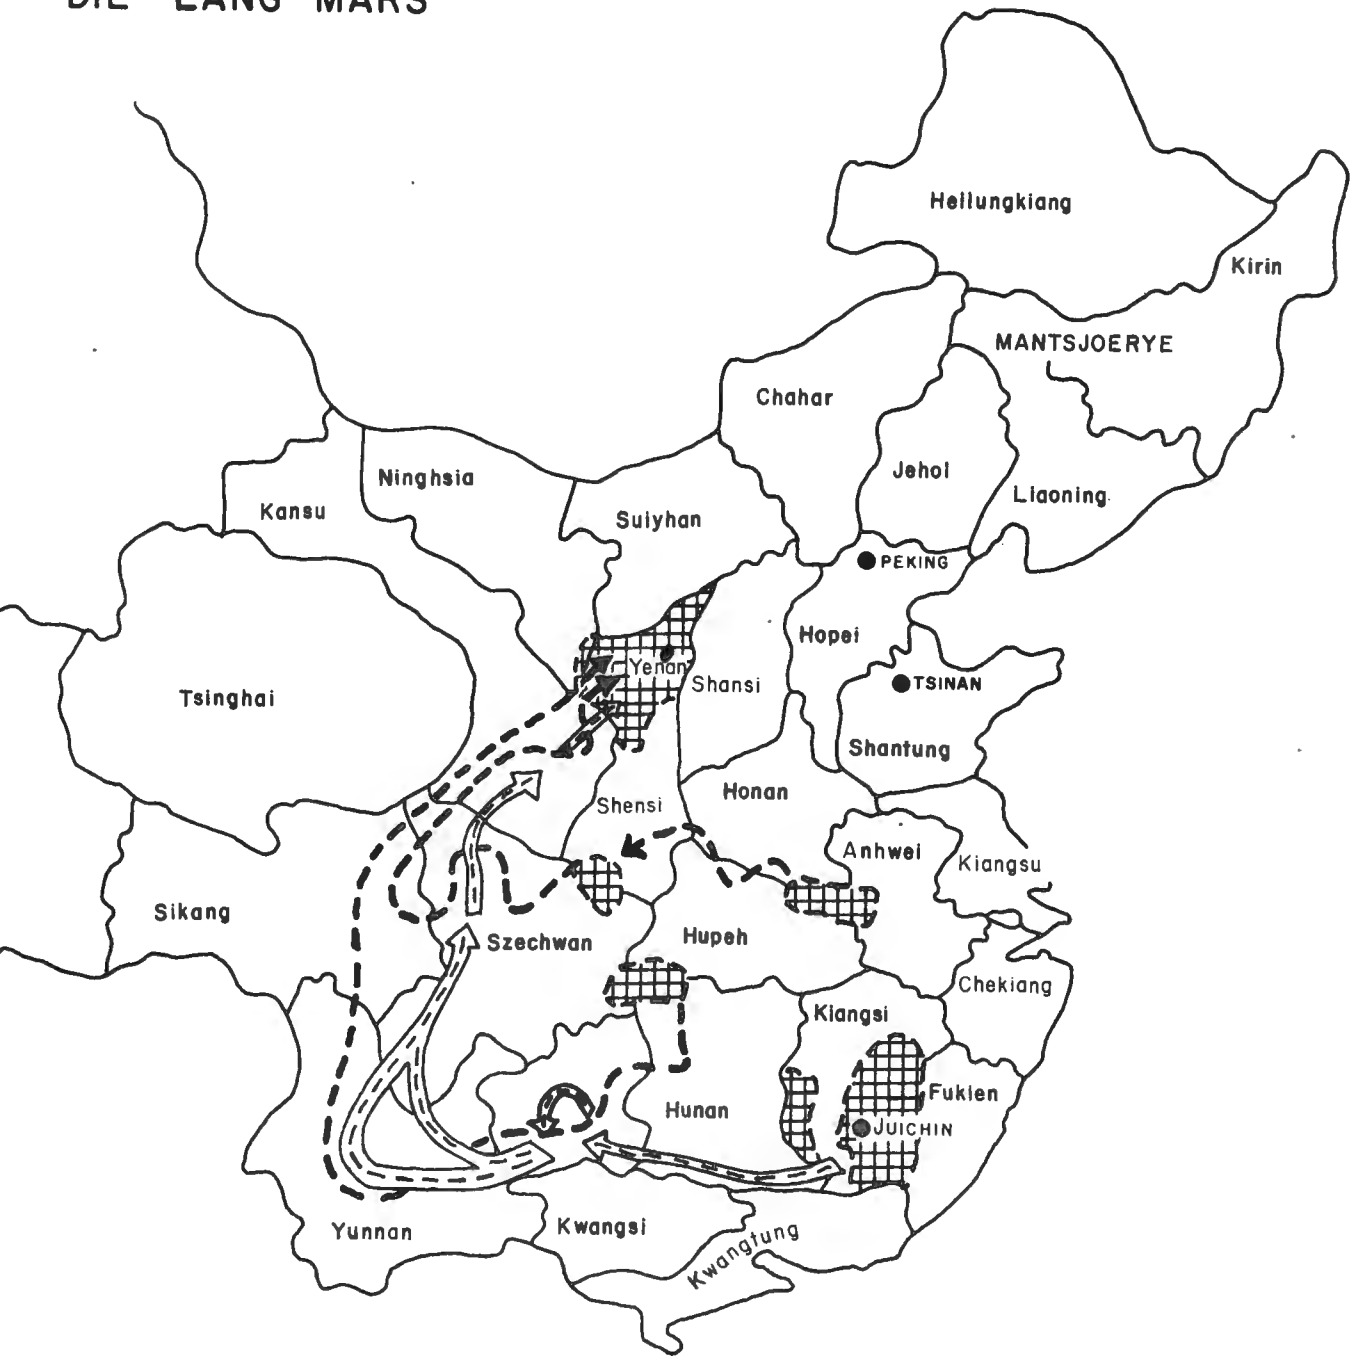 DIE LANG MARS
Heilungkiang
Kirin
MANTSJOERYE
Chahar
Jehol
Liaoning
Ninghsia
Kansu
Suiyhan
PEKING
Hopei
Yenan
Shansi
TSINAN
Tsinghai
Shantung
Honan
Shensi
Anhwei
Kiangsu
Sikang
Szechwan
Hupeh
Chekiang
Kiangsi
Fukien
Hunan
JUICHIN
Yunnan
Kwangsi
Kwangtung